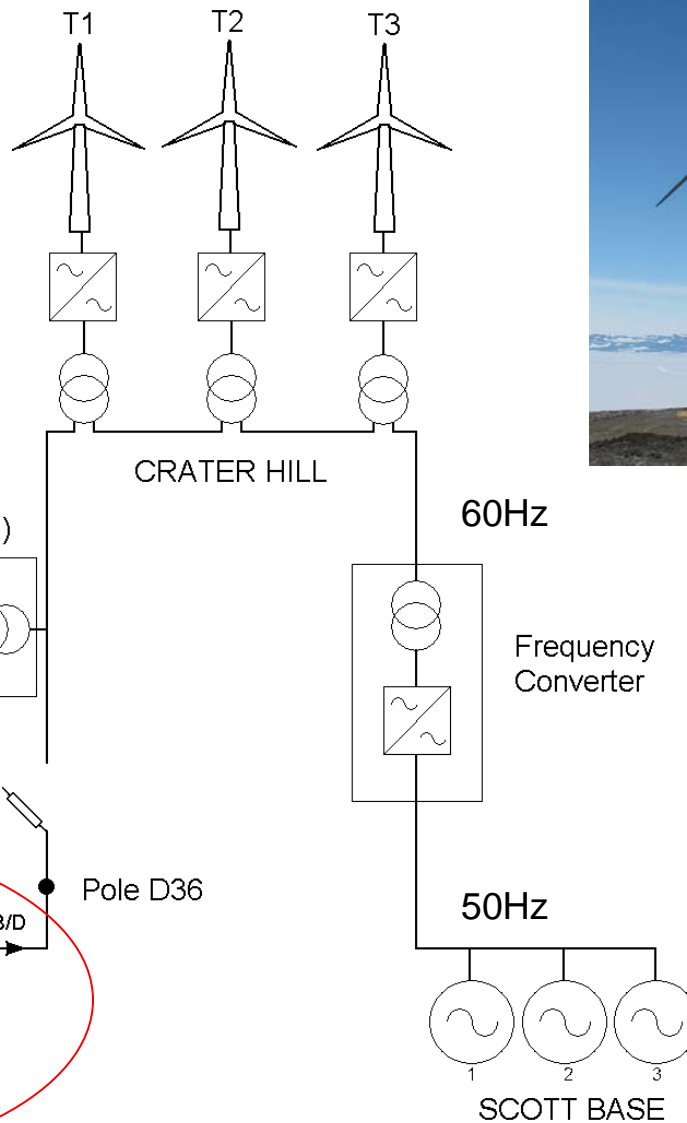 T1
T2
T3
CRATER HILL
60Hz
)
Frequency
Converter
Pole D36
B/D
50Hz
1
2
3
SCOTT BASE